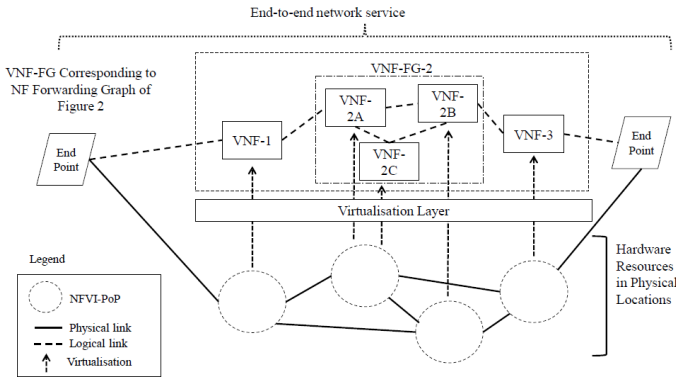 End-to-end network service
VNF-FG Corresponding to
NF Forwarding Graph of
Figure 2
VNF-FG-2
VNF-
2A
VNF-
2B
VNF-1
VNF-
2C
VNF-3
End
Point
End
Point
Virtualisation Layer
Hardware
Resources
in Physical
Locations
Legend
NFVI-PoP
Physical link
Logical link
Virtualisation